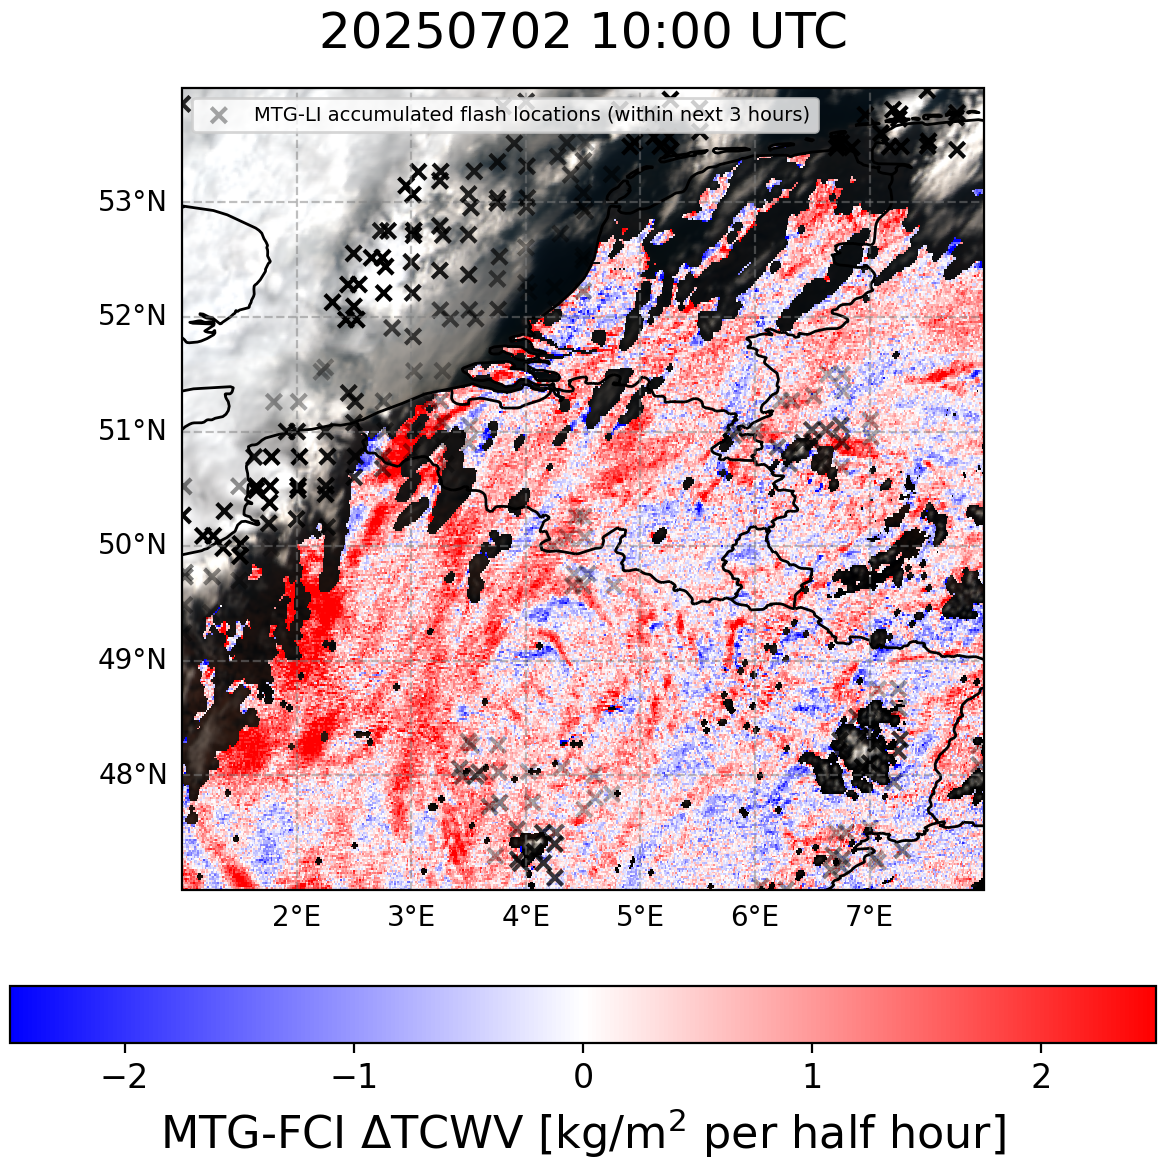 20250702 10:00 UTC
MTG-LI accumulated flash locations (within next 3 hours)
53°N
52°N
51°N
50°N
49°N
48°N
2°E 3°E 4°E 5°E 6°E 7°E
−2 −1 0 1 2
MTG-FCI ΔTCWV [kg/m² per half hour]